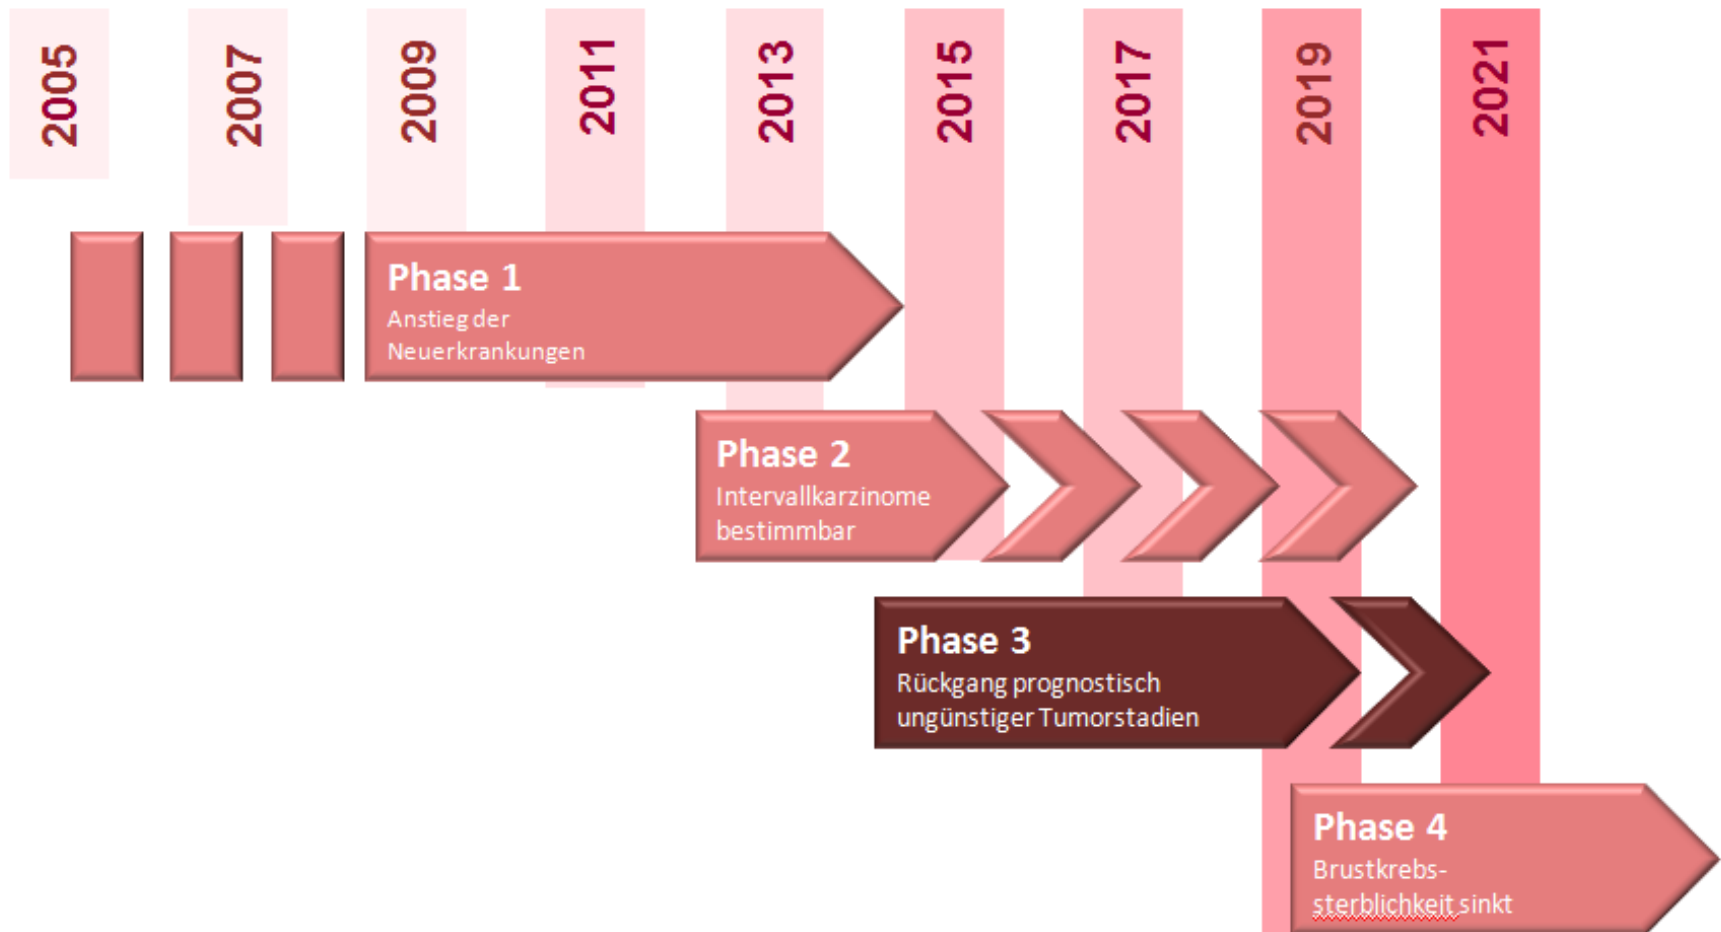 2005
2007
2009
2011
2013
2015
2017
2019
2021
Phase 1
Anstieg der
Neuerkrankungen
Phase 2
Intervallkarzinome
bestimmbar
Phase 3
Rückgang prognostisch
ungünstiger Tumorstadien
Phase 4
Brustkrebs-
sterblichkeit sinkt